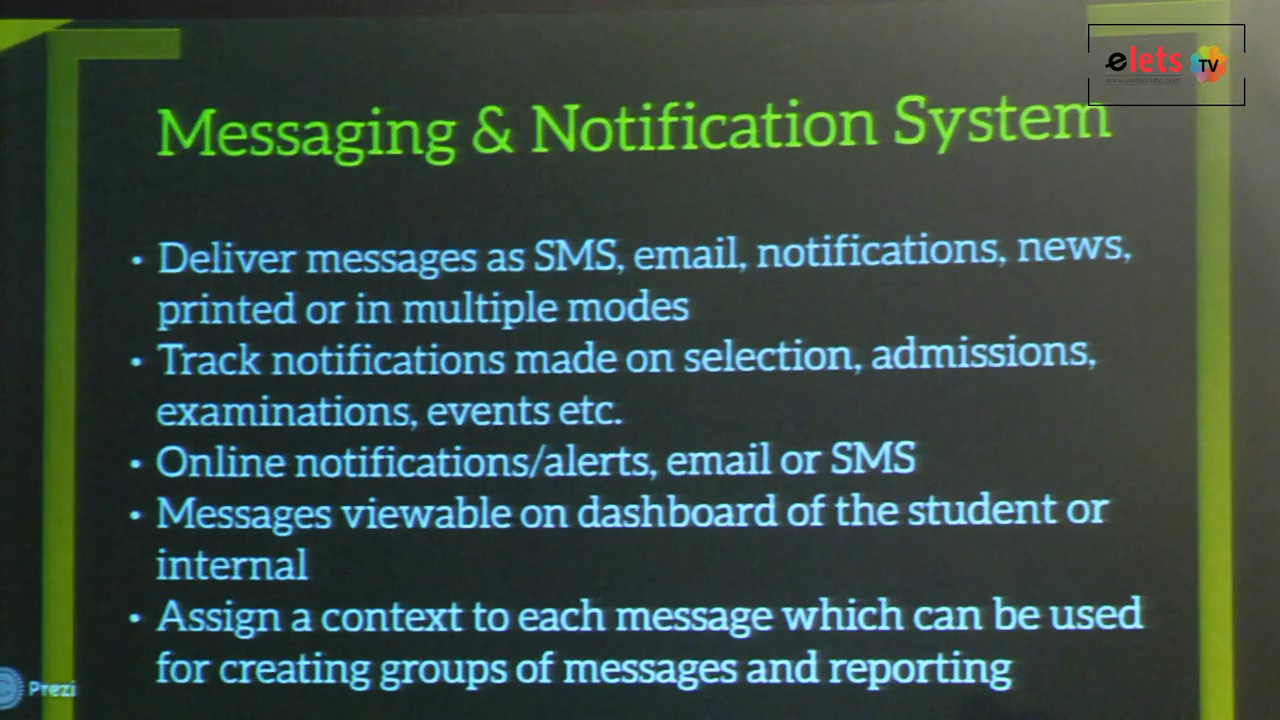 elets TV
Messaging & Notification System
• Deliver messages as SMS, email, notifications, news,
printed or in multiple modes
• Track notifications made on selection, admissions,
examinations, events etc.
• Online notifications/alerts, email or SMS
• Messages viewable on dashboard of the student or
internal
• Assign a context to each message which can be used
for creating groups of messages and reporting
Prezi